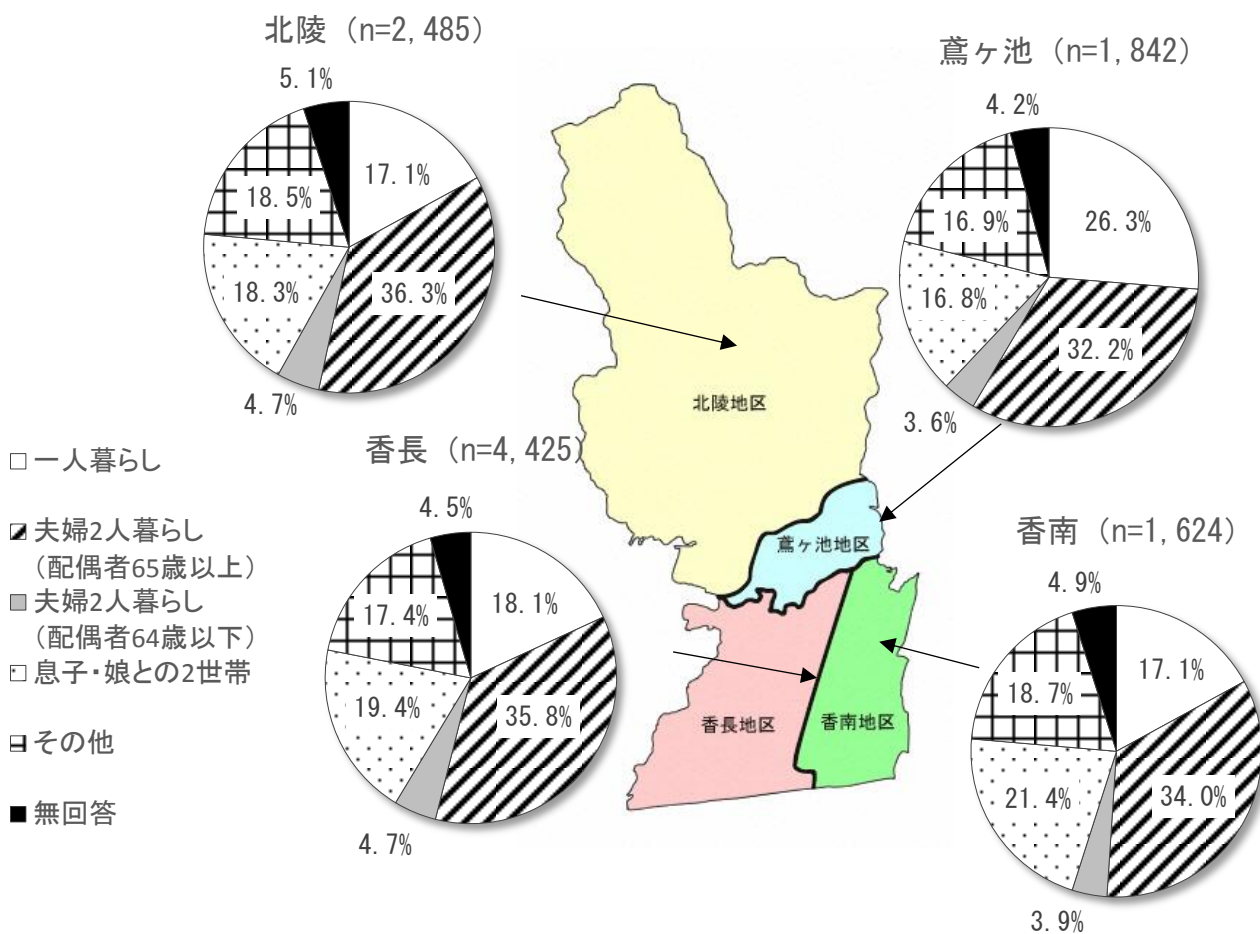 北陵（n=2,485）
5.1%
17.1%
18.5%
36.3%
18.3%
4.7%
鳶ヶ池（n=1,842）
4.2%
26.3%
16.9%
16.8%
32.2%
3.6%
北陵地区
鳶ヶ池地区
香長地区
香南地区
香長（n=4,425）
4.5%
18.1%
17.4%
35.8%
19.4%
4.7%
香南（n=1,624）
4.9%
17.1%
18.7%
34.0%
21.4%
3.9%
一人暮らし
夫婦2人暮らし
（配偶者65歳以上）
夫婦2人暮らし
（配偶者64歳以下）
息子・娘との2世帯
その他
無回答